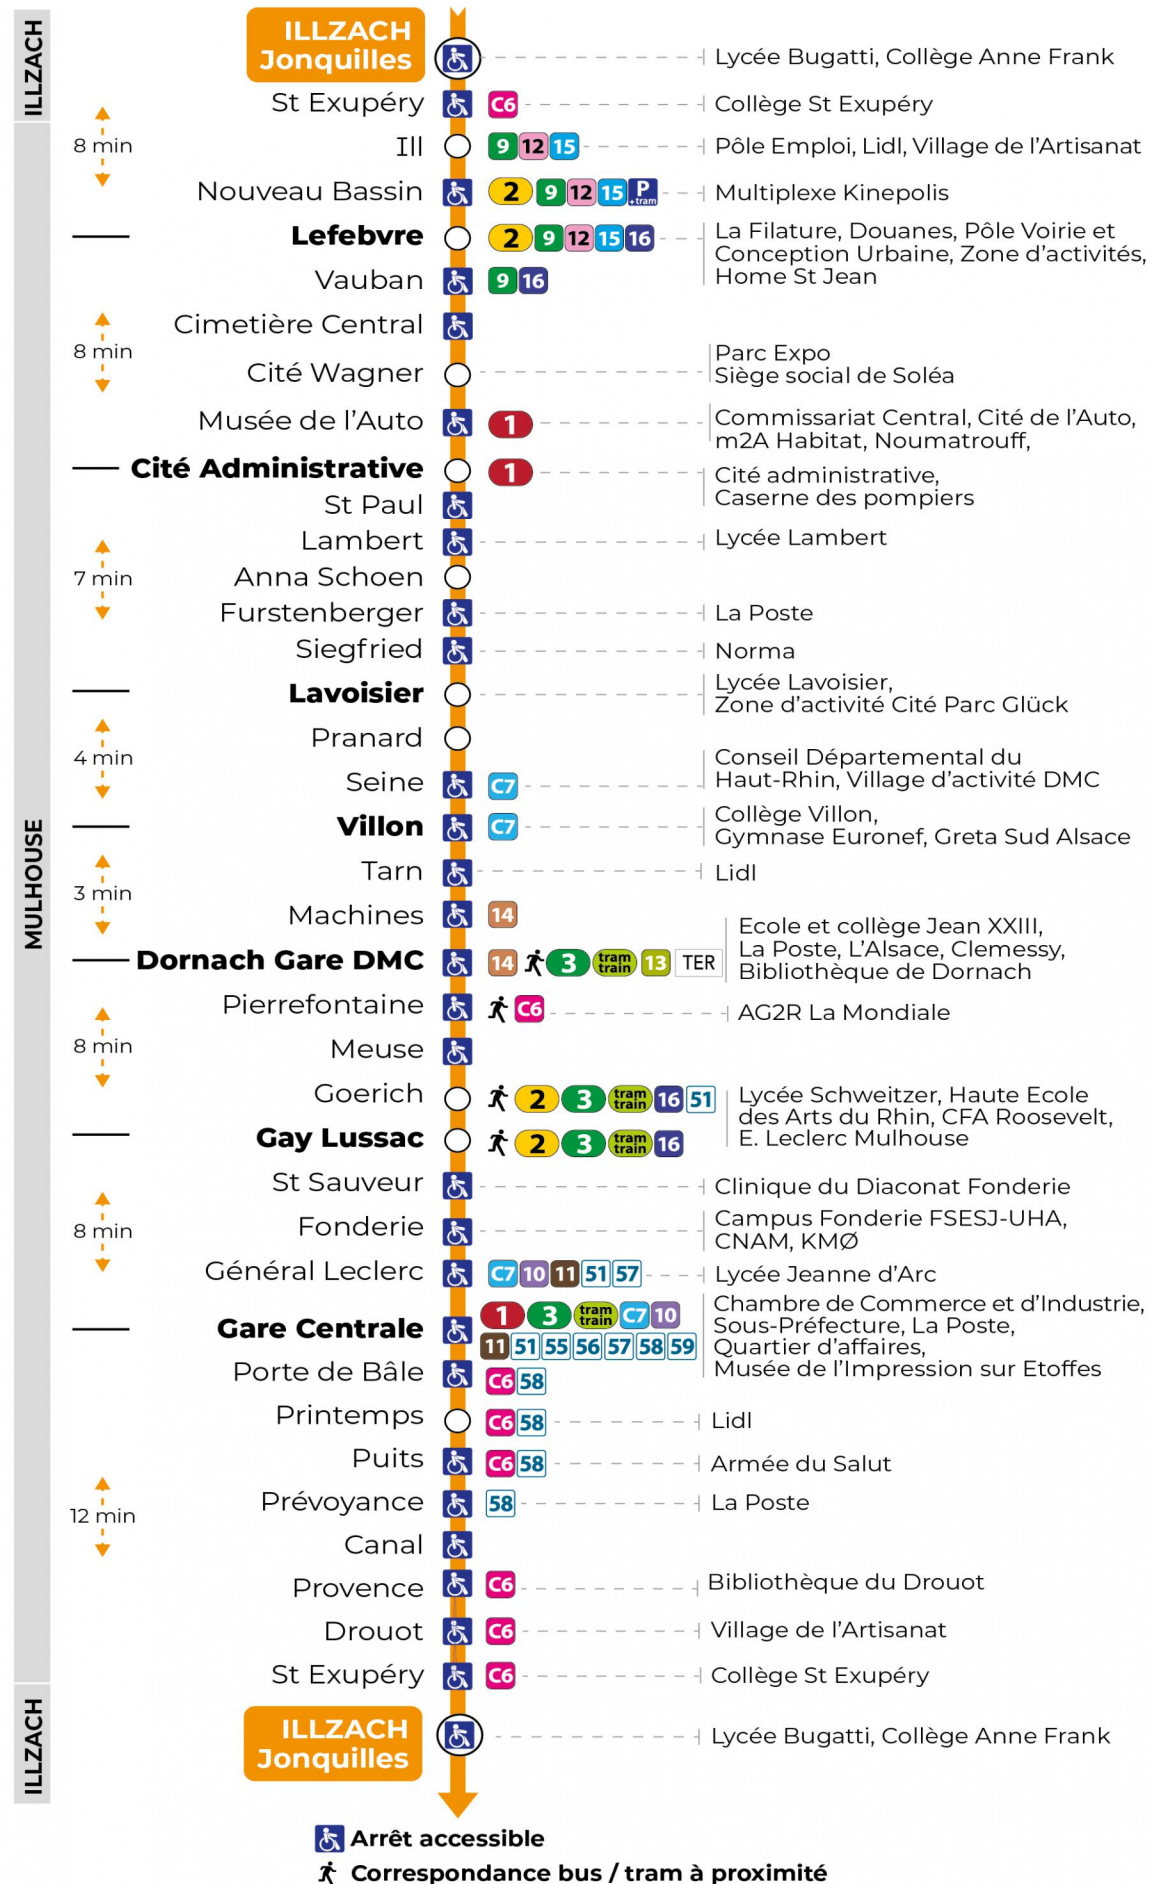 ILLZACH
ILLZACH
Jonquilles
Lycée Bugatti, Collège Anne Frank
St Exupéry C6 Collège St Exupéry
8 min
Ill 9 12 15 Pôle Emploi, Lidl, Village de l'Artisanat
Nouveau Bassin 2 9 12 15 P +tram Multiplexe Kinepolis
Lefebvre 2 9 12 15 16 La Filature, Douanes, Pôle Voirie et
Conception Urbaine, Zone d'activités,
Home St Jean
Vauban 9 16
Cimetière Central
8 min
Cité Wagner Parc Expo
Siège social de Soléa
Musée de l'Auto 1 Commissariat Central, Cité de l'Auto,
m2A Habitat, Noumatrouff,
Cité Administrative 1 Cité administrative,
Caserne des pompiers
St Paul
Lambert Lycée Lambert
7 min
Anna Schoen
Furstenberger La Poste
Siegfried Norma
Lavoisier Lycée Lavoisier,
Zone d'activité Cité Parc Glück
Pranard
4 min
Seine C7 Conseil Départemental du
Haut-Rhin, Village d'activité DMC
MULHOUSE
Villon C7 Collège Villon,
Gymnase Euronef, Greta Sud Alsace
Tarn Lidl
3 min
Machines 14
Dornach Gare DMC 14 3 tram train 13 TER Ecole et collège Jean XXIII,
La Poste, L'Alsace, Clemessy,
Bibliothèque de Dornach
Pierrefontaine C6 AG2R La Mondiale
8 min
Meuse
Goerich 2 3 tram train 16 51 Lycée Schweitzer, Haute Ecole
des Arts du Rhin, CFA Roosevelt,
E. Leclerc Mulhouse
Gay Lussac 2 3 tram train 16
St Sauveur Clinique du Diaconat Fonderie
8 min
Fonderie Campus Fonderie FSESJ-UHA,
CNAM, KMØ
Général Leclerc C7 10 11 51 57 Lycée Jeanne d'Arc
Gare Centrale 1 3 tram train C7 10
11 51 55 56 57 58 59
Chambre de Commerce et d'Industrie,
Sous-Préfecture, La Poste,
Quartier d'affaires,
Musée de l'Impression sur Etoffes
Porte de Bâle C6 58
Printemps C6 58 Lidl
Puits C6 58 Armée du Salut
12 min
Prévoyance 58 La Poste
Canal
Provence C6 Bibliothèque du Drouot
Drouot C6 Village de l'Artisanat
St Exupéry C6 Collège St Exupéry
ILLZACH
ILLZACH
Jonquilles
Lycée Bugatti, Collège Anne Frank
Arrêt accessible
Correspondance bus / tram à proximité